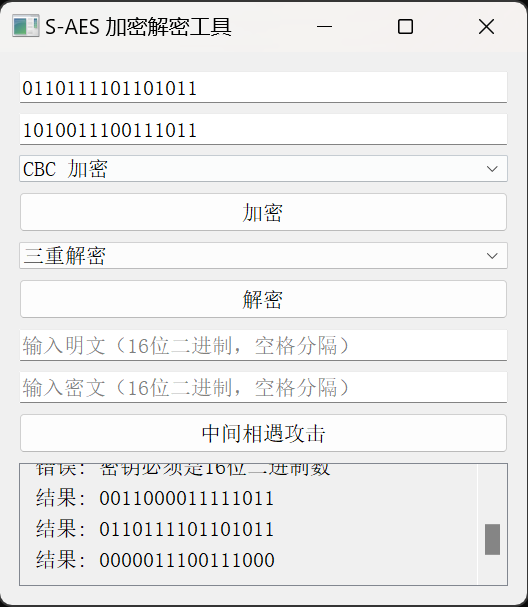 S-AES 加密解密工具
0110111101101011
1010011100111011
CBC 加密
加密
三重解密
解密
输入明文（16位二进制，空格分隔）
输入密文（16位二进制，空格分隔）
中间相遇攻击
错误: 密钥必须是16位二进制数
结果: 0011000011111011
结果: 0110111101101011
结果: 0000011100111000